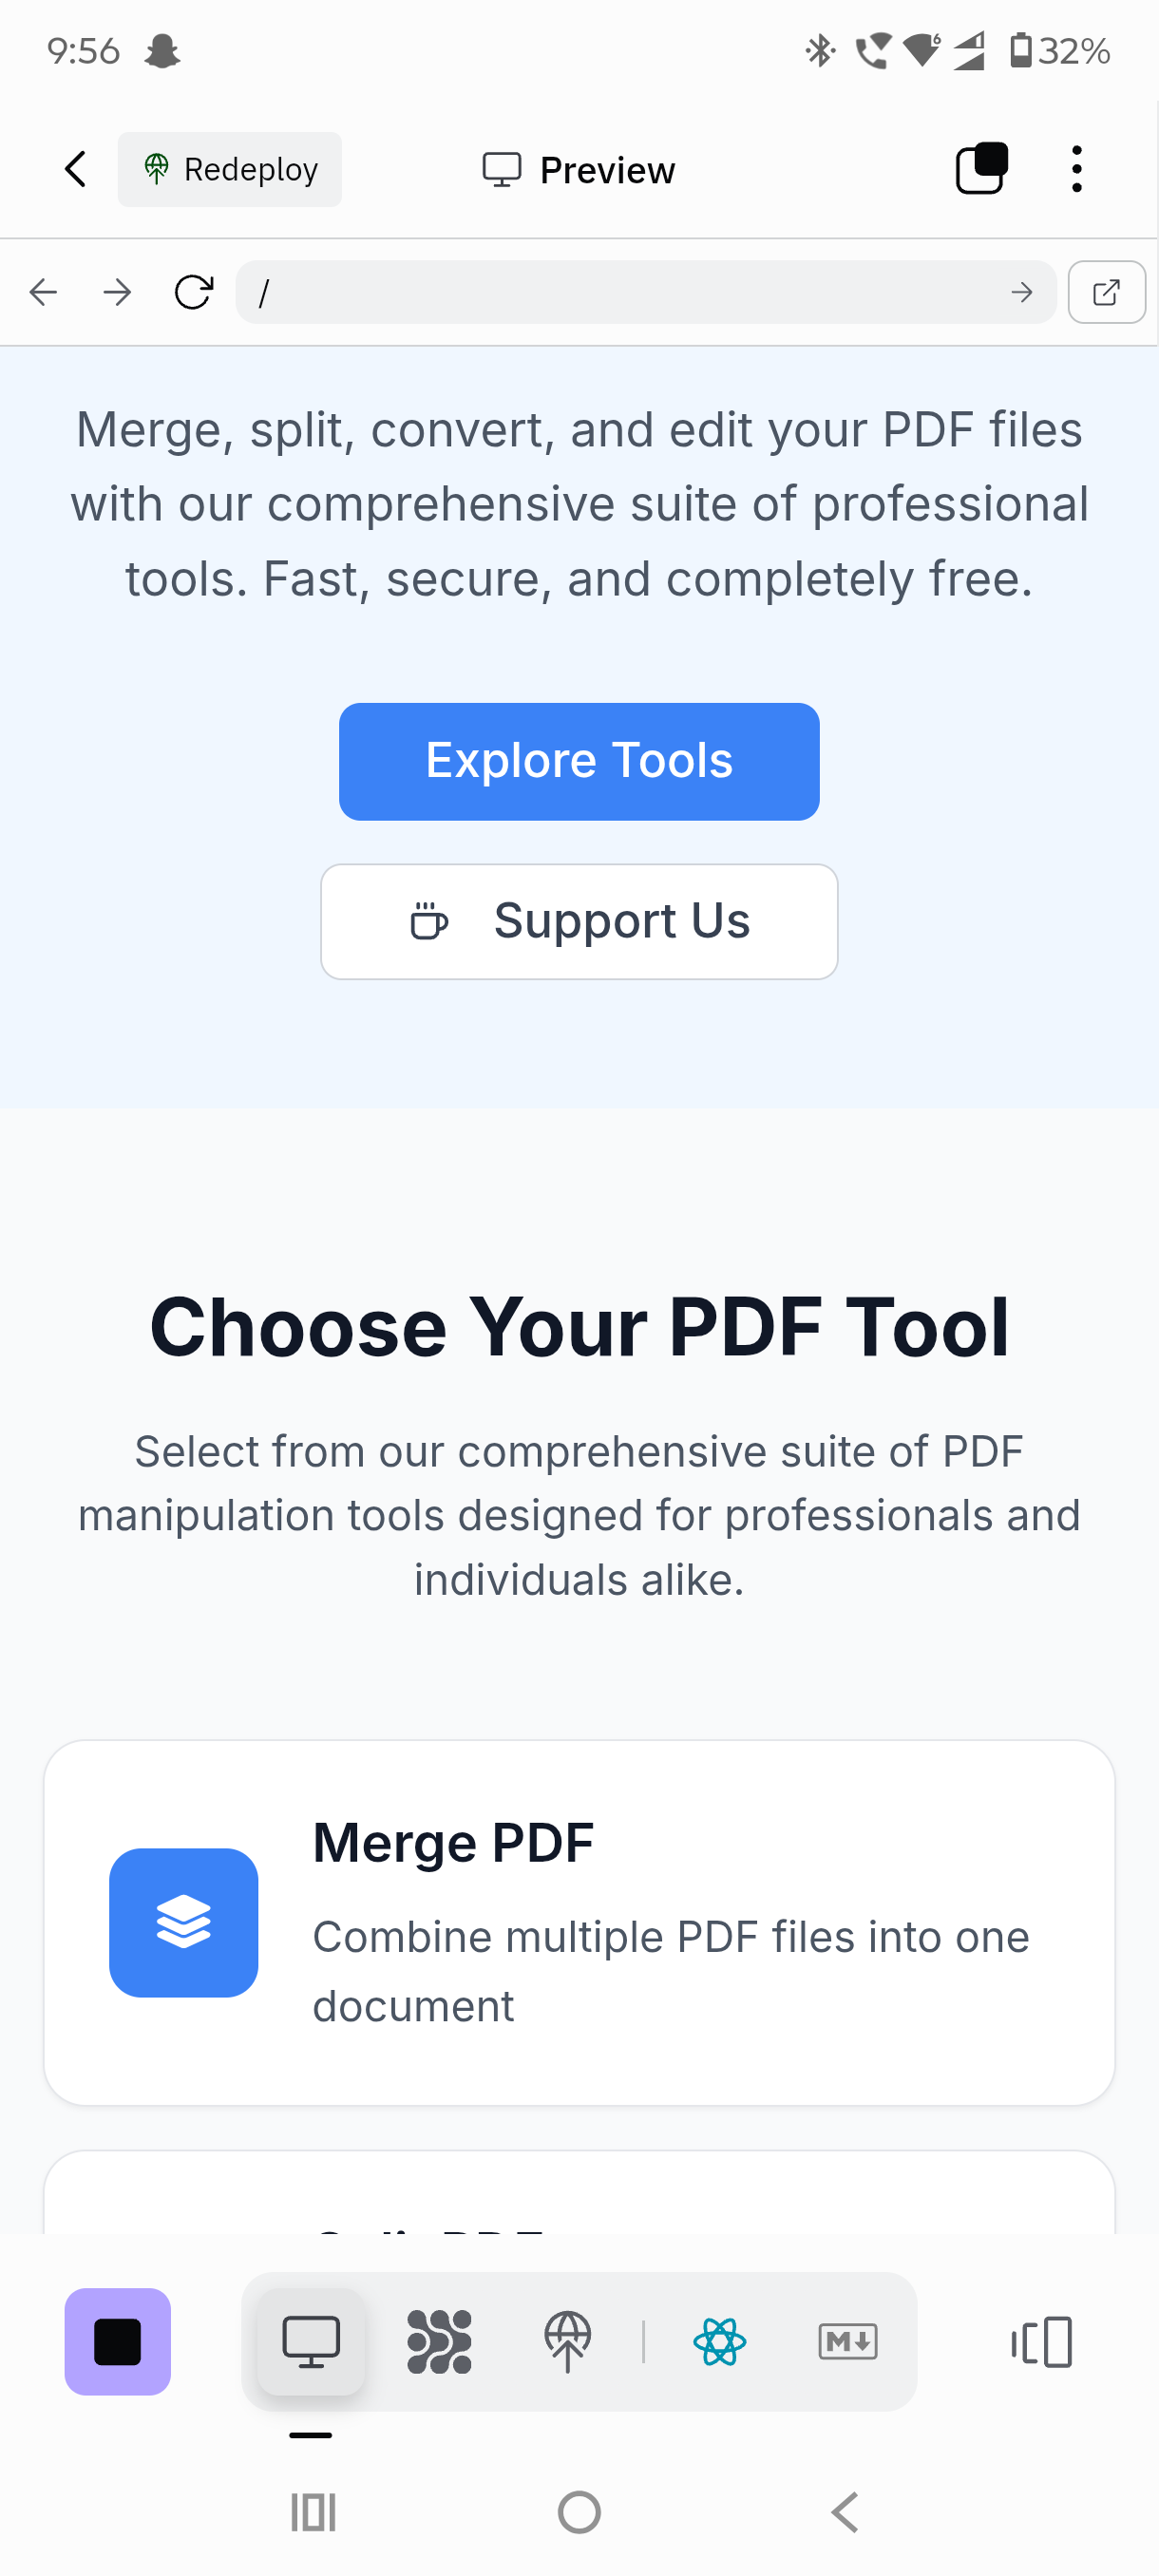 9:56
6
32%
Redeploy
Preview
/
Merge, split, convert, and edit your PDF files
with our comprehensive suite of professional
tools. Fast, secure, and completely free.
Explore Tools
Support Us
Choose Your PDF Tool
Select from our comprehensive suite of PDF
manipulation tools designed for professionals and
individuals alike.
Merge PDF
Combine multiple PDF files into one
document
M